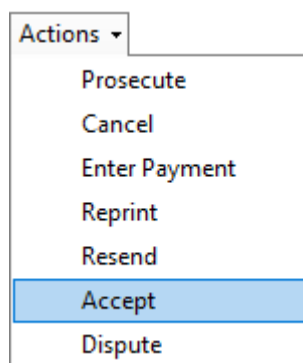 Actions
Prosecute
Cancel
Enter Payment
Reprint
Resend
Accept
Dispute